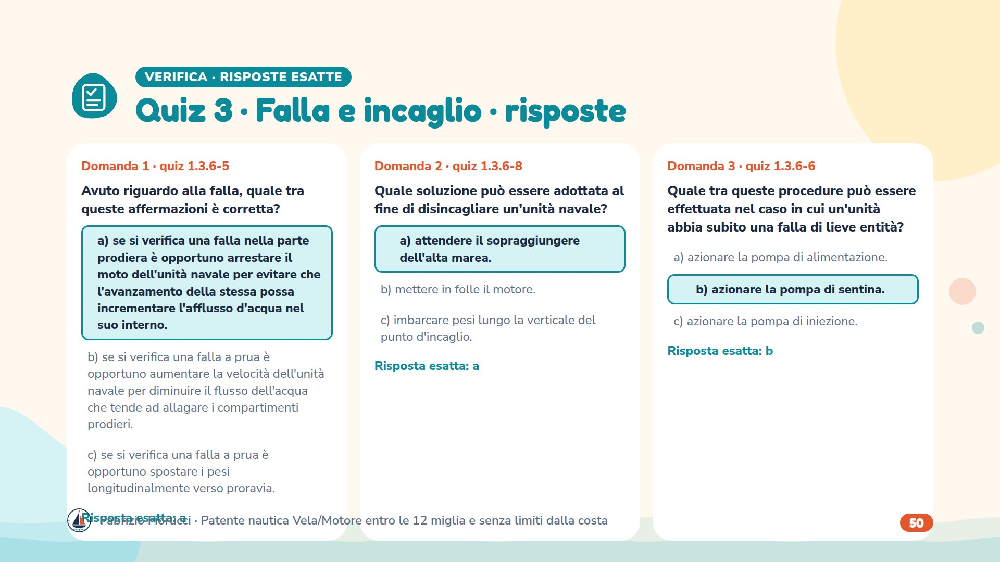 VERIFICA · RISPOSTE ESATTE
Quiz 3 · Falla e incaglio · risposte
Domanda 1 · quiz 1.3.6-5
Avuto riguardo alla falla, quale tra
queste affermazioni è corretta?
a) se si verifica una falla nella parte
prodiera è opportuno arrestare il
moto dell'unità navale per evitare che
l'avanzamento della stessa possa
incrementare l'afflusso d'acqua nel
suo interno.
b) se si verifica una falla a prua è
opportuno aumentare la velocità dell'unità
navale per diminuire il flusso dell'acqua
che tende ad allagare i compartimenti
prodieri.
c) se si verifica una falla a prua è
opportuno spostare i pesi
longitudinalmente verso proravia.
Risposta esatta: a
Domanda 2 · quiz 1.3.6-8
Quale soluzione può essere adottata al
fine di disincagliare un'unità navale?
a) attendere il sopraggiungere
dell'alta marea.
b) mettere in folle il motore.
c) imbarcare pesi lungo la verticale del
punto d'incaglio.
Risposta esatta: a
Domanda 3 · quiz 1.3.6-6
Quale tra queste procedure può essere
effettuata nel caso in cui un'unità
abbia subito una falla di lieve entità?
a) azionare la pompa di alimentazione.
b) azionare la pompa di sentina.
c) azionare la pompa di iniezione.
Risposta esatta: b
Fabrizio Fiorucci · Patente nautica Vela/Motore entro le 12 miglia e senza limiti dalla costa
50